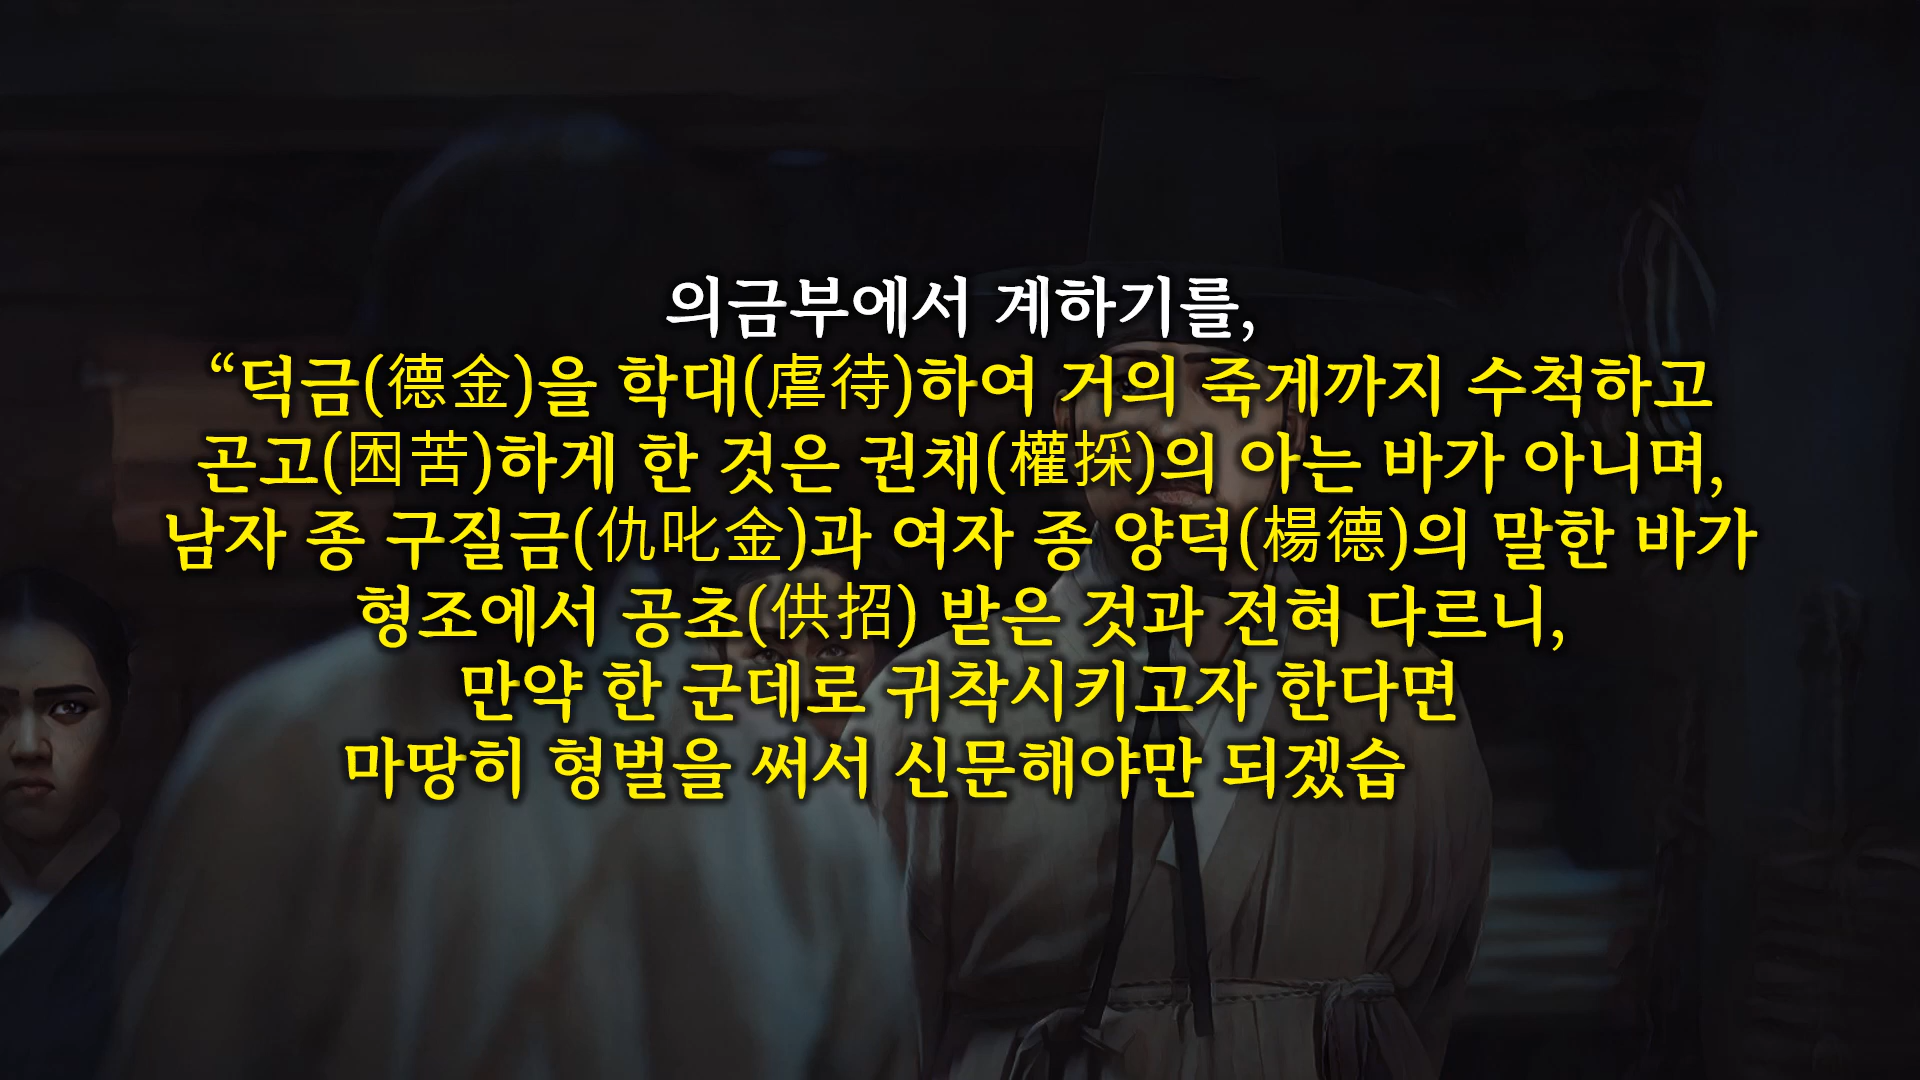 의금부에서 계하기를,
“덕금(德金)을 학대(虐待)하여 거의 죽게까지 수척하고
곤고(困苦)하게 한 것은 권채(權採)의 아는 바가 아니며,
남자 종 구질금(仇叱金)과 여자 종 양덕(楊德)의 말한 바가
형조에서 공초(供招) 받은 것과 전혀 다르니,
만약 한 군데로 귀착시키고자 한다면
마땅히 형벌을 써서 신문해야만 되겠습